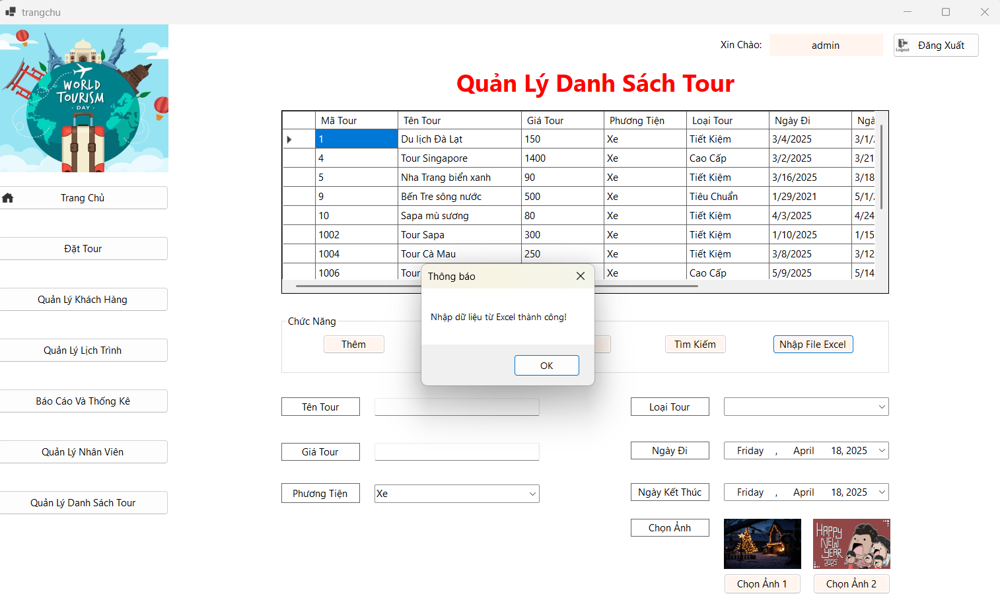 trangchu
WORLD
TOURISM
- DAY -
Xin Chào:
admin
Logout
Đăng Xuất
Quản Lý Danh Sách Tour
Mã Tour Tên Tour Giá Tour Phương Tiện Loại Tour Ngày Đi Ngà
1 Du lịch Đà Lạt 150 Xe Tiết Kiệm 3/4/2025 3/1/
4 Tour Singapore 1400 Xe Cao Cấp 3/2/2025 3/21
5 Nha Trang biển xanh 90 Xe Tiết Kiệm 3/16/2025 3/18
9 Bến Tre sông nước 500 Xe Tiêu Chuẩn 1/29/2021 5/1/
10 Sapa mù sương 80 Xe Tiết Kiệm 4/3/2025 4/24
1002 Tour Sapa 300 Xe Tiết Kiệm 1/10/2025 1/15
1004 Tour Cà Mau 250 Xe Tiết Kiệm 3/8/2025 3/12
1006 Tour Xe Cao Cấp 5/9/2025 5/14
Trang Chủ
Đặt Tour
Quản Lý Khách Hàng
Quản Lý Lịch Trình
Báo Cáo Và Thống Kê
Quản Lý Nhân Viên
Quản Lý Danh Sách Tour
Thông báo
Nhập dữ liệu từ Excel thành công!
OK
Chức Năng
Thêm
Tìm Kiếm
Nhập File Excel
Tên Tour
Loại Tour
Giá Tour
Ngày Đi
Friday , April 18, 2025
Phương Tiện
Xe
Ngày Kết Thúc
Friday , April 18, 2025
Chọn Ảnh
HAPPY
NEW
YEAR
2025
Chọn Ảnh 1
Chọn Ảnh 2